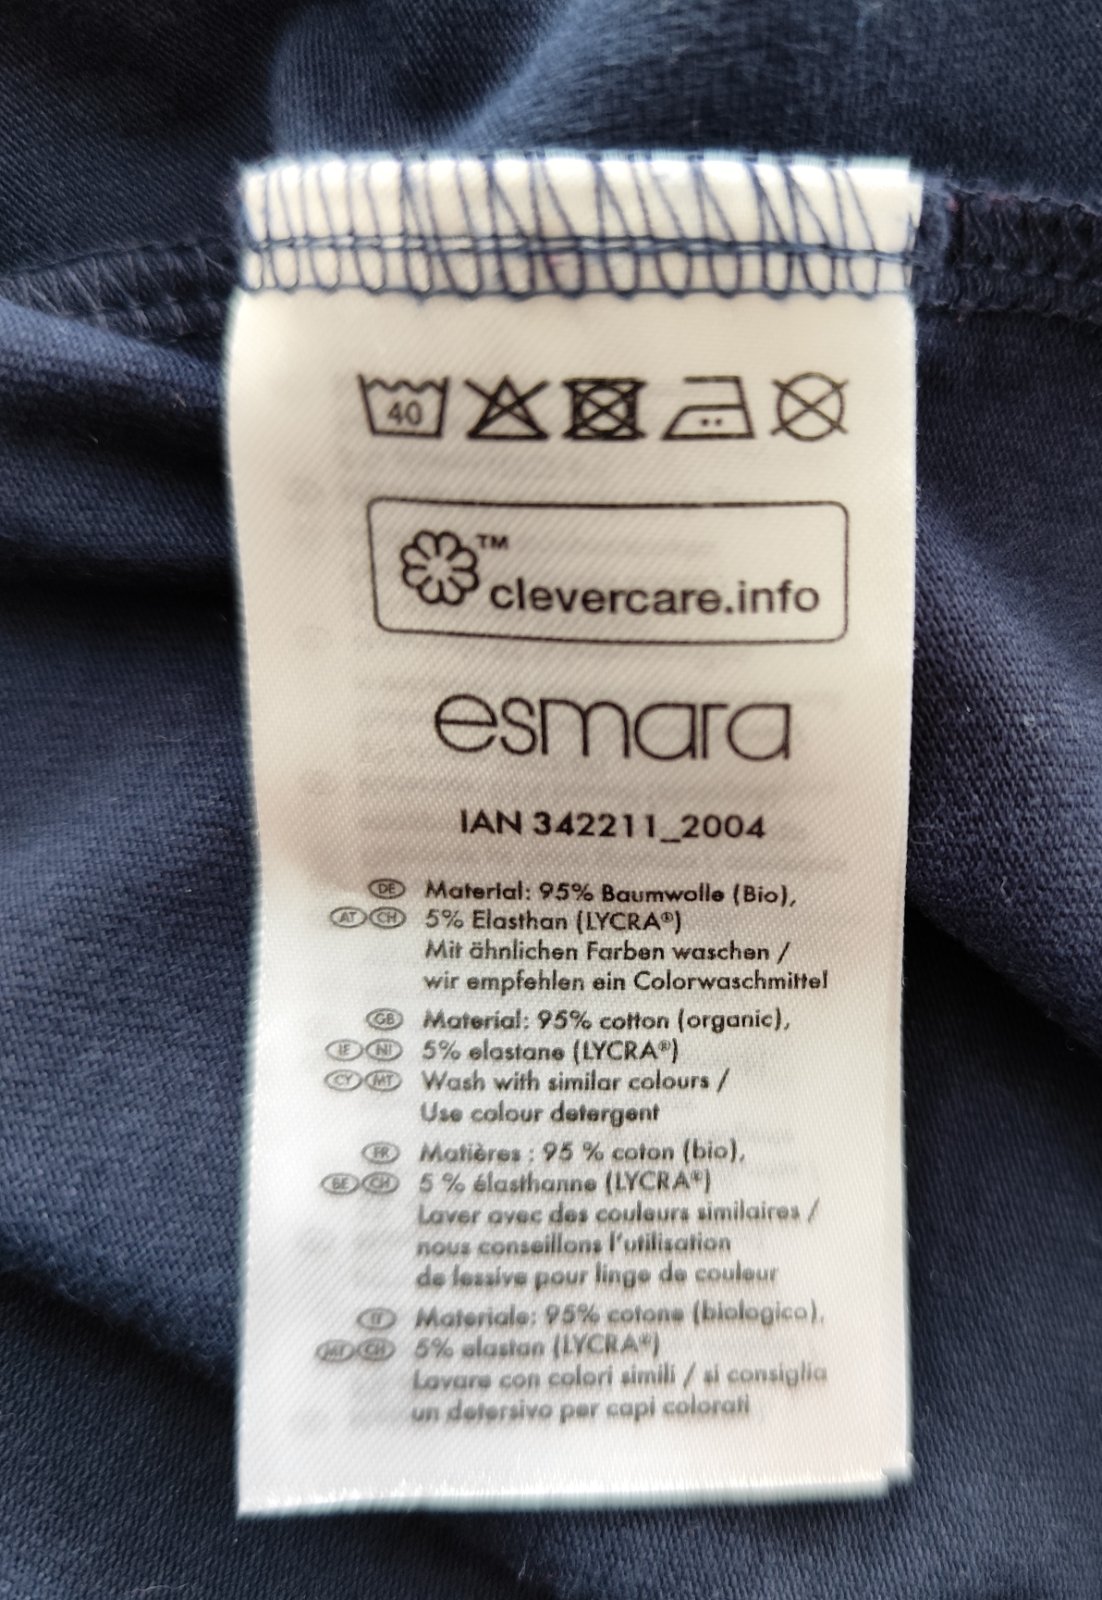 40
™
clevercare.info
esmara
IAN 342211_2004
DE Material: 95% Baumwolle (Bio),
AT CH 5% Elasthan (LYCRA®)
Mit ähnlichen Farben waschen /
wir empfehlen ein Colorwaschmittel
GB Material: 95% cotton (organic),
IE NI 5% elastane (LYCRA®)
CY MT Wash with similar colours /
Use colour detergent
FR Matières : 95 % coton (bio),
BE CH 5 % élasthanne (LYCRA®)
Laver avec des couleurs similaires /
nous conseillons l'utilisation
de lessive pour linge de couleur
IT Materiale: 95% cotone (biologico),
MT CH 5% elastan (LYCRA®)
Lavare con colori simili / si consiglia
un detersivo per capi colorati